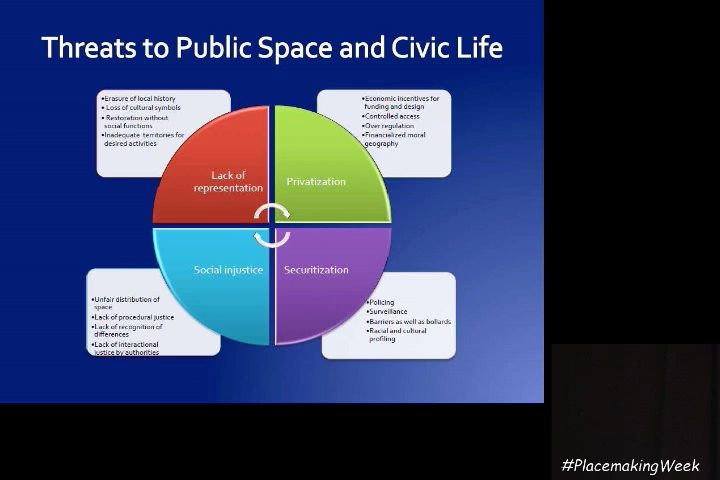 Threats to Public Space and Civic Life
•Erasure of local history
• Loss of cultural symbols
• Restoration without
social functions
•Inadequate territories for
desired activities
•Economic incentives for
funding and design
•Controlled access
•Over regulation
•Financialized moral
geography
Lack of
representation
Privatization
Social injustice
Securitization
•Unfair distribution of
space
•Lack of procedural justice
•Lack of recognition of
differences
•Lack of interactional
justice by authorities
•Policing
•Surveillance
•Barriers as well as bollards
•Racial and cultural
profiling
#PlacemakingWeek